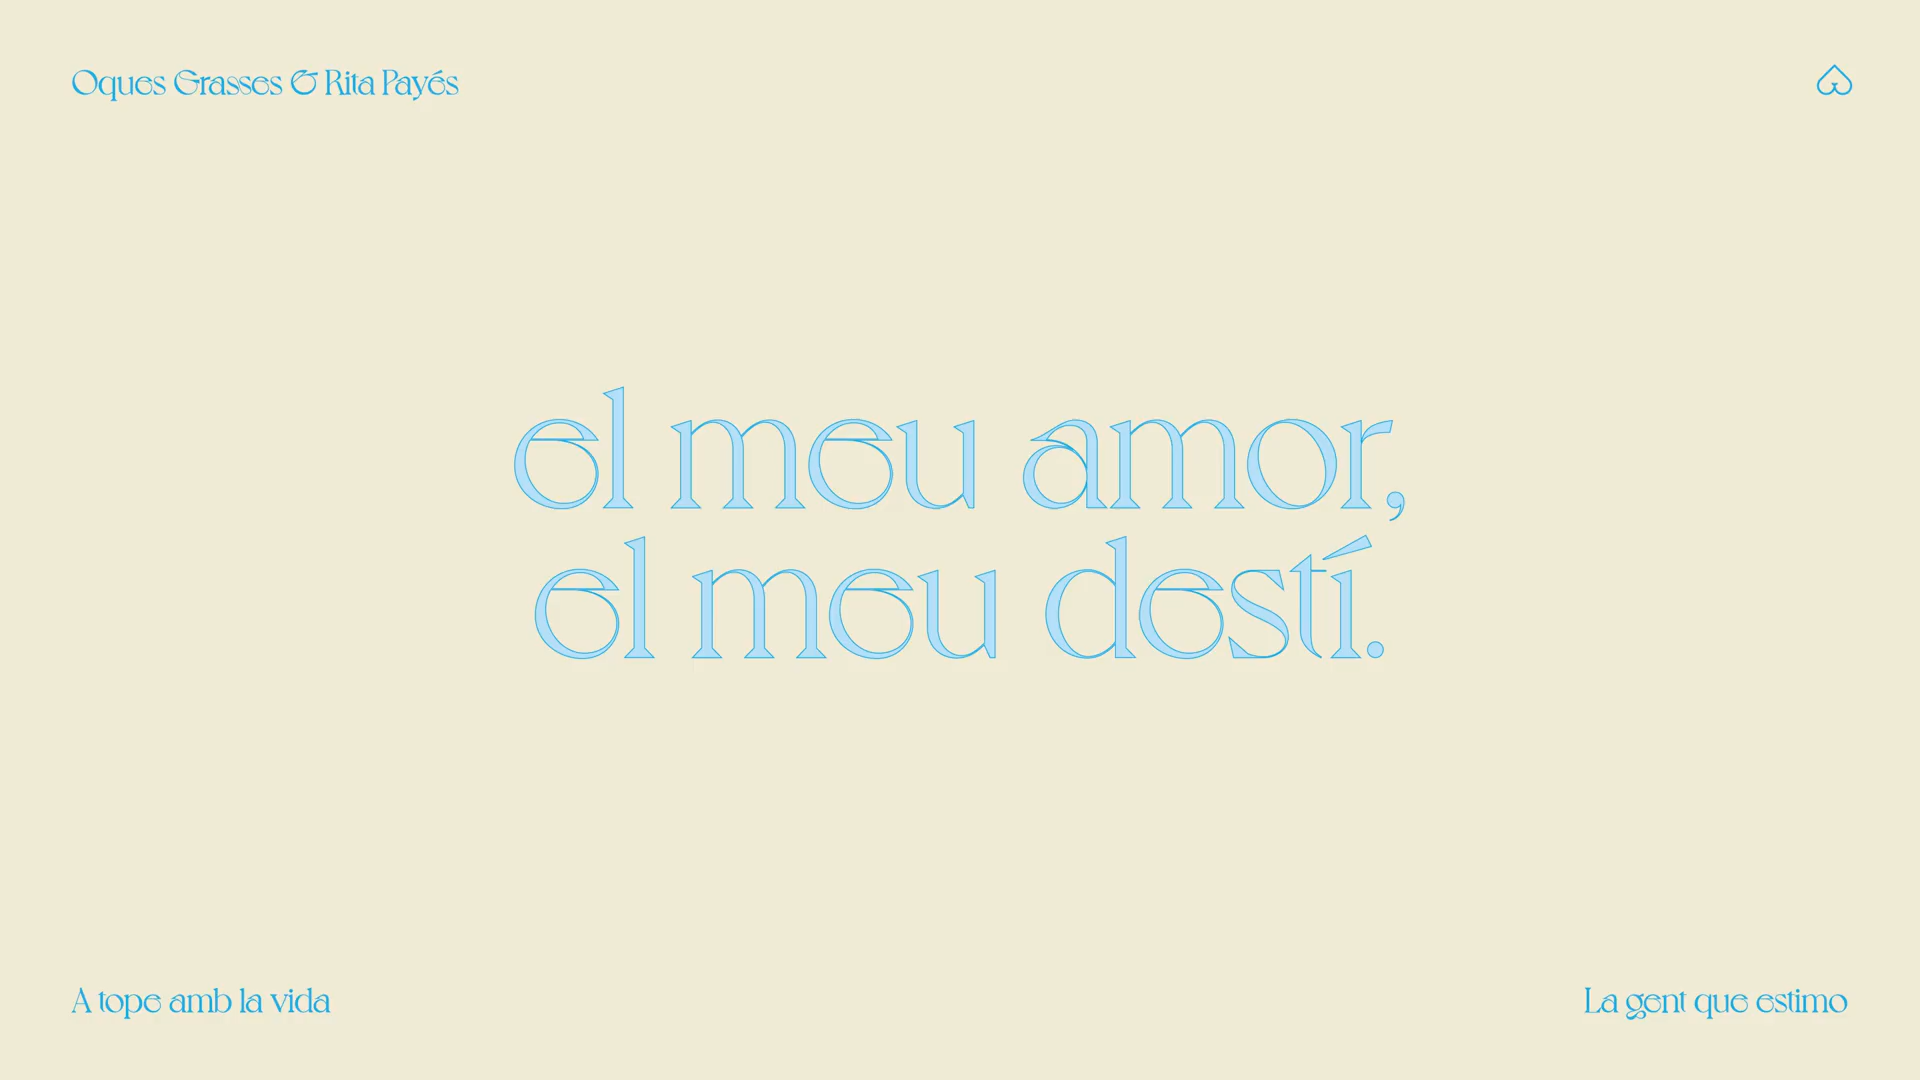 Oques Grasses & Rita Payés
el meu amor,
el meu destí.
A tope amb la vida
La gent que estimo